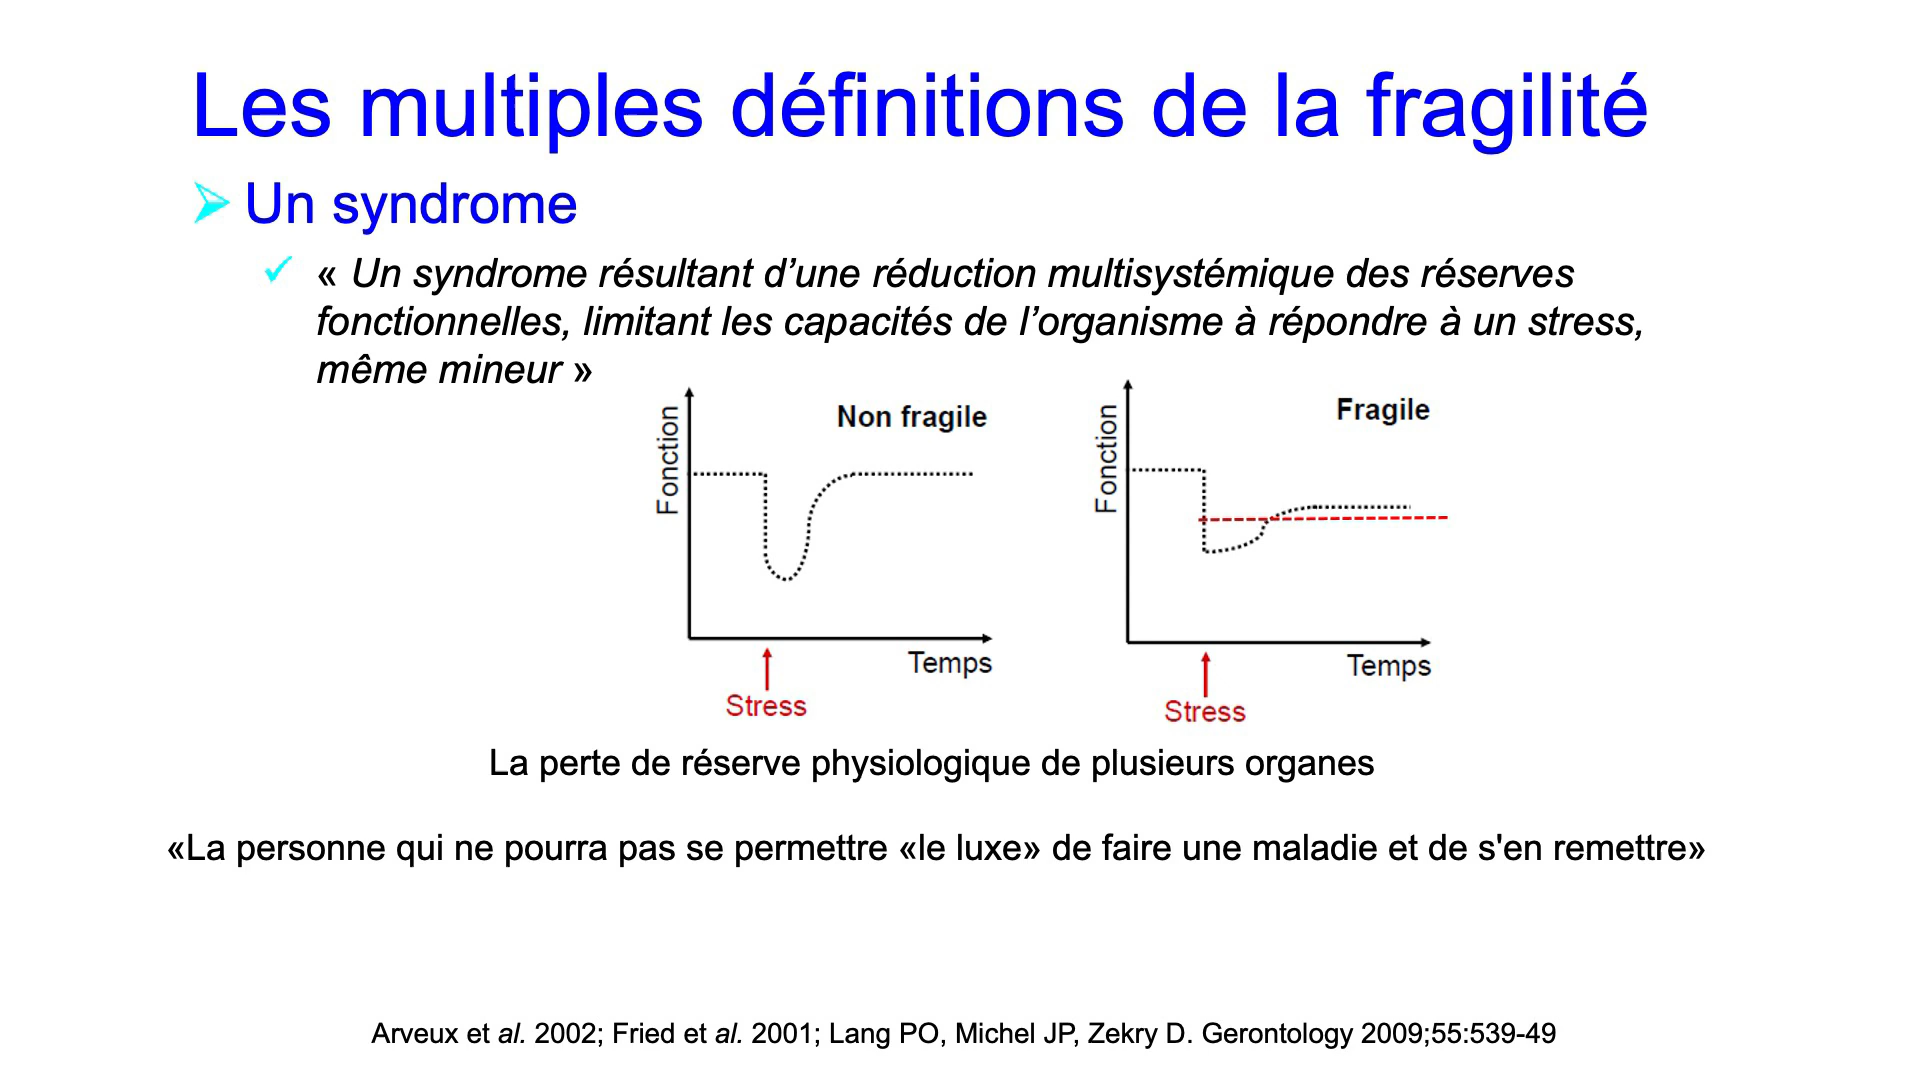 Les multiples définitions de la fragilité
Un syndrome
« Un syndrome résultant d’une réduction multisystémique des réserves
fonctionnelles, limitant les capacités de l’organisme à répondre à un stress,
même mineur »
Fonction
Non fragile
Temps
Stress
Fonction
Fragile
Temps
Stress
La perte de réserve physiologique de plusieurs organes
«La personne qui ne pourra pas se permettre «le luxe» de faire une maladie et de s'en remettre»
Arveux et al. 2002; Fried et al. 2001; Lang PO, Michel JP, Zekry D. Gerontology 2009;55:539-49